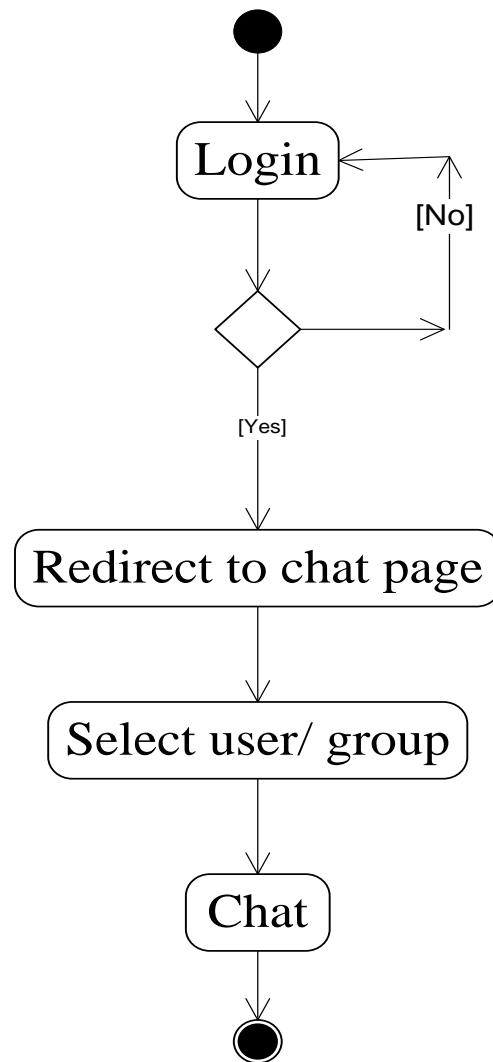 Login
[No]
[Yes]
Redirect to chat page
Select user/ group
Chat